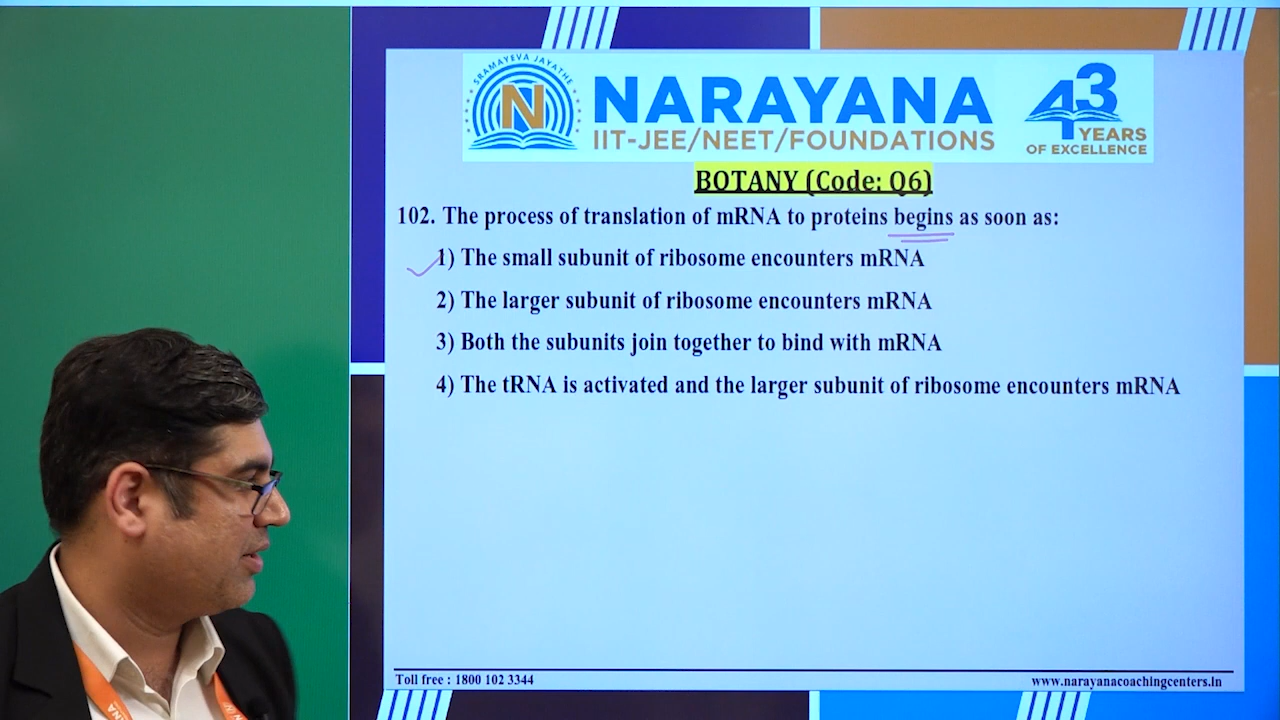 SRAMAYEVA JAYATHE
N
NARAYANA
IIT-JEE/NEET/FOUNDATIONS
43
YEARS
OF EXCELLENCE
BOTANY (Code: Q6)
102. The process of translation of mRNA to proteins begins as soon as:
1) The small subunit of ribosome encounters mRNA
2) The larger subunit of ribosome encounters mRNA
3) Both the subunits join together to bind with mRNA
4) The tRNA is activated and the larger subunit of ribosome encounters mRNA
Toll free : 1800 102 3344
www.narayanacoachingcenters.in